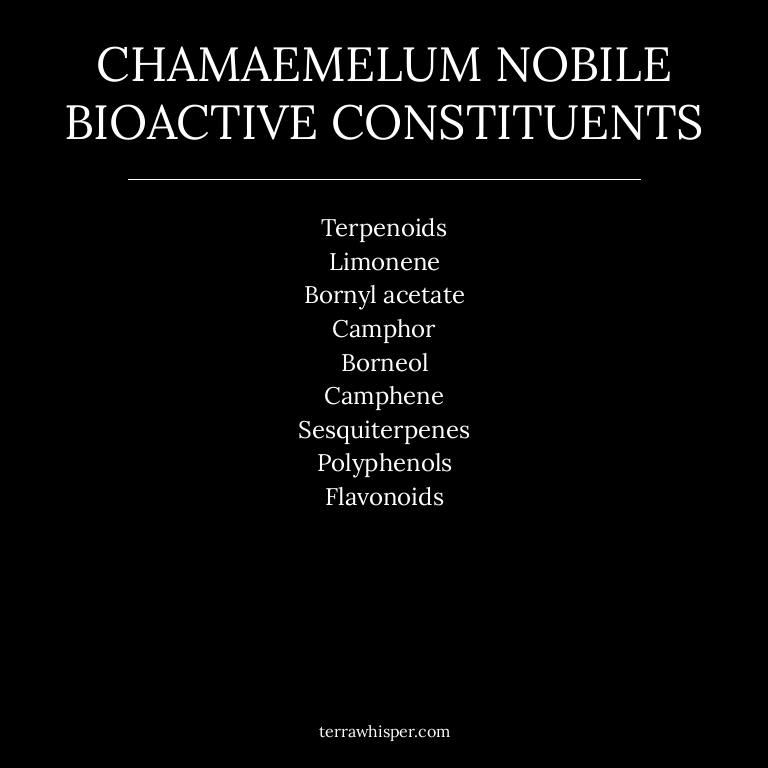 CHAMAEMELUM NOBILE
BIOACTIVE CONSTITUENTS
Terpenoids
Limonene
Bornyl acetate
Camphor
Borneol
Camphene
Sesquiterpenes
Polyphenols
Flavonoids
terrawhisper.com